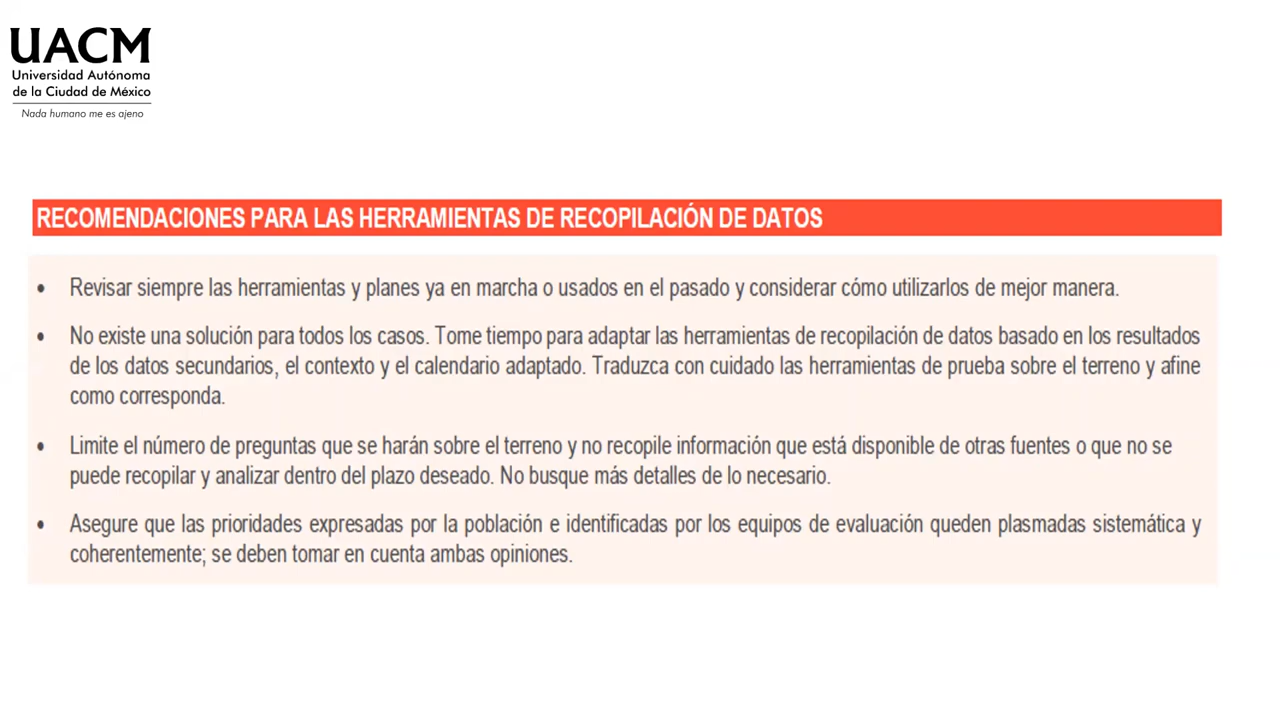 UACM
Universidad Autónoma
de la Ciudad de México
Nada humano me es ajeno
RECOMENDACIONES PARA LAS HERRAMIENTAS DE RECOPILACIÓN DE DATOS
• Revisar siempre las herramientas y planes ya en marcha o usados en el pasado y considerar cómo utilizarlos de mejor manera.
• No existe una solución para todos los casos. Tome tiempo para adaptar las herramientas de recopilación de datos basado en los resultados
de los datos secundarios, el contexto y el calendario adaptado. Traduzca con cuidado las herramientas de prueba sobre el terreno y afine
como corresponda.
• Limite el número de preguntas que se harán sobre el terreno y no recopile información que está disponible de otras fuentes o que no se
puede recopilar y analizar dentro del plazo deseado. No busque más detalles de lo necesario.
• Asegure que las prioridades expresadas por la población e identificadas por los equipos de evaluación queden plasmadas sistemática y
coherentemente; se deben tomar en cuenta ambas opiniones.